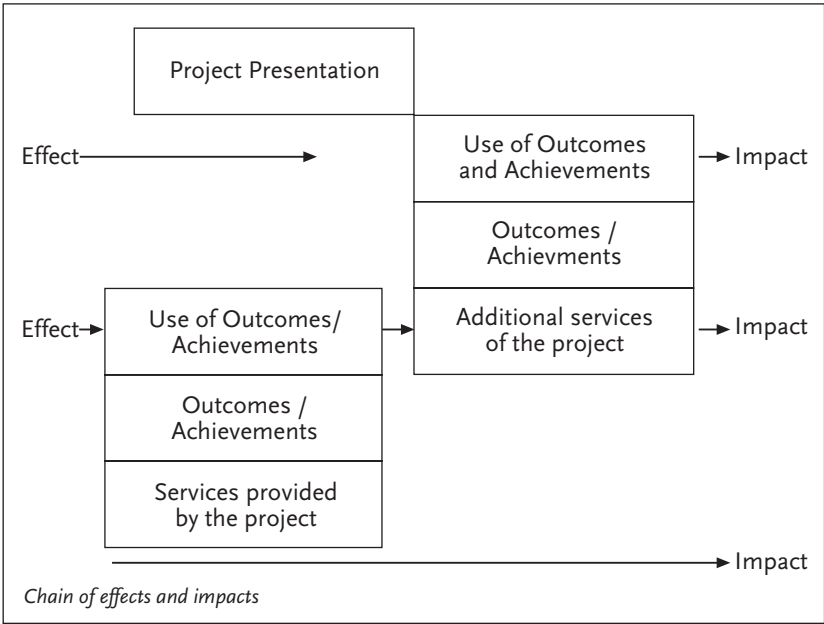 Project Presentation
Effect
Use of Outcomes
and Achievements
Impact
Outcomes /
Achievments
Effect
Use of Outcomes/
Achievements
Additional services
of the project
Impact
Outcomes /
Achievements
Services provided
by the project
Impact
Chain of effects and impacts